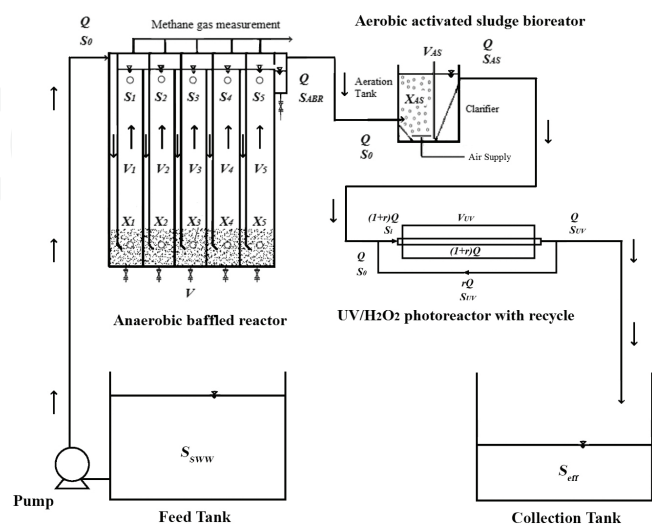 Q
S0
Methane gas measurement
S1 S2 S3 S4 S5
V1 V2 V3 V4 V5
X1 X2 X3 X4 X5
V
Anaerobic baffled reactor
Q
SABR
Aerobic activated sludge bioreator
VAS
Q
SAS
Aeration
Tank
XAS
Clarifier
Q
S0
Air Supply
(1+r)Q
Si
VUV
(1+r)Q
Q
SUV
Q
S0
rQ
SUV
UV/H2O2 photoreactor with recycle
SSWW
Pump
Feed Tank
Seff
Collection Tank